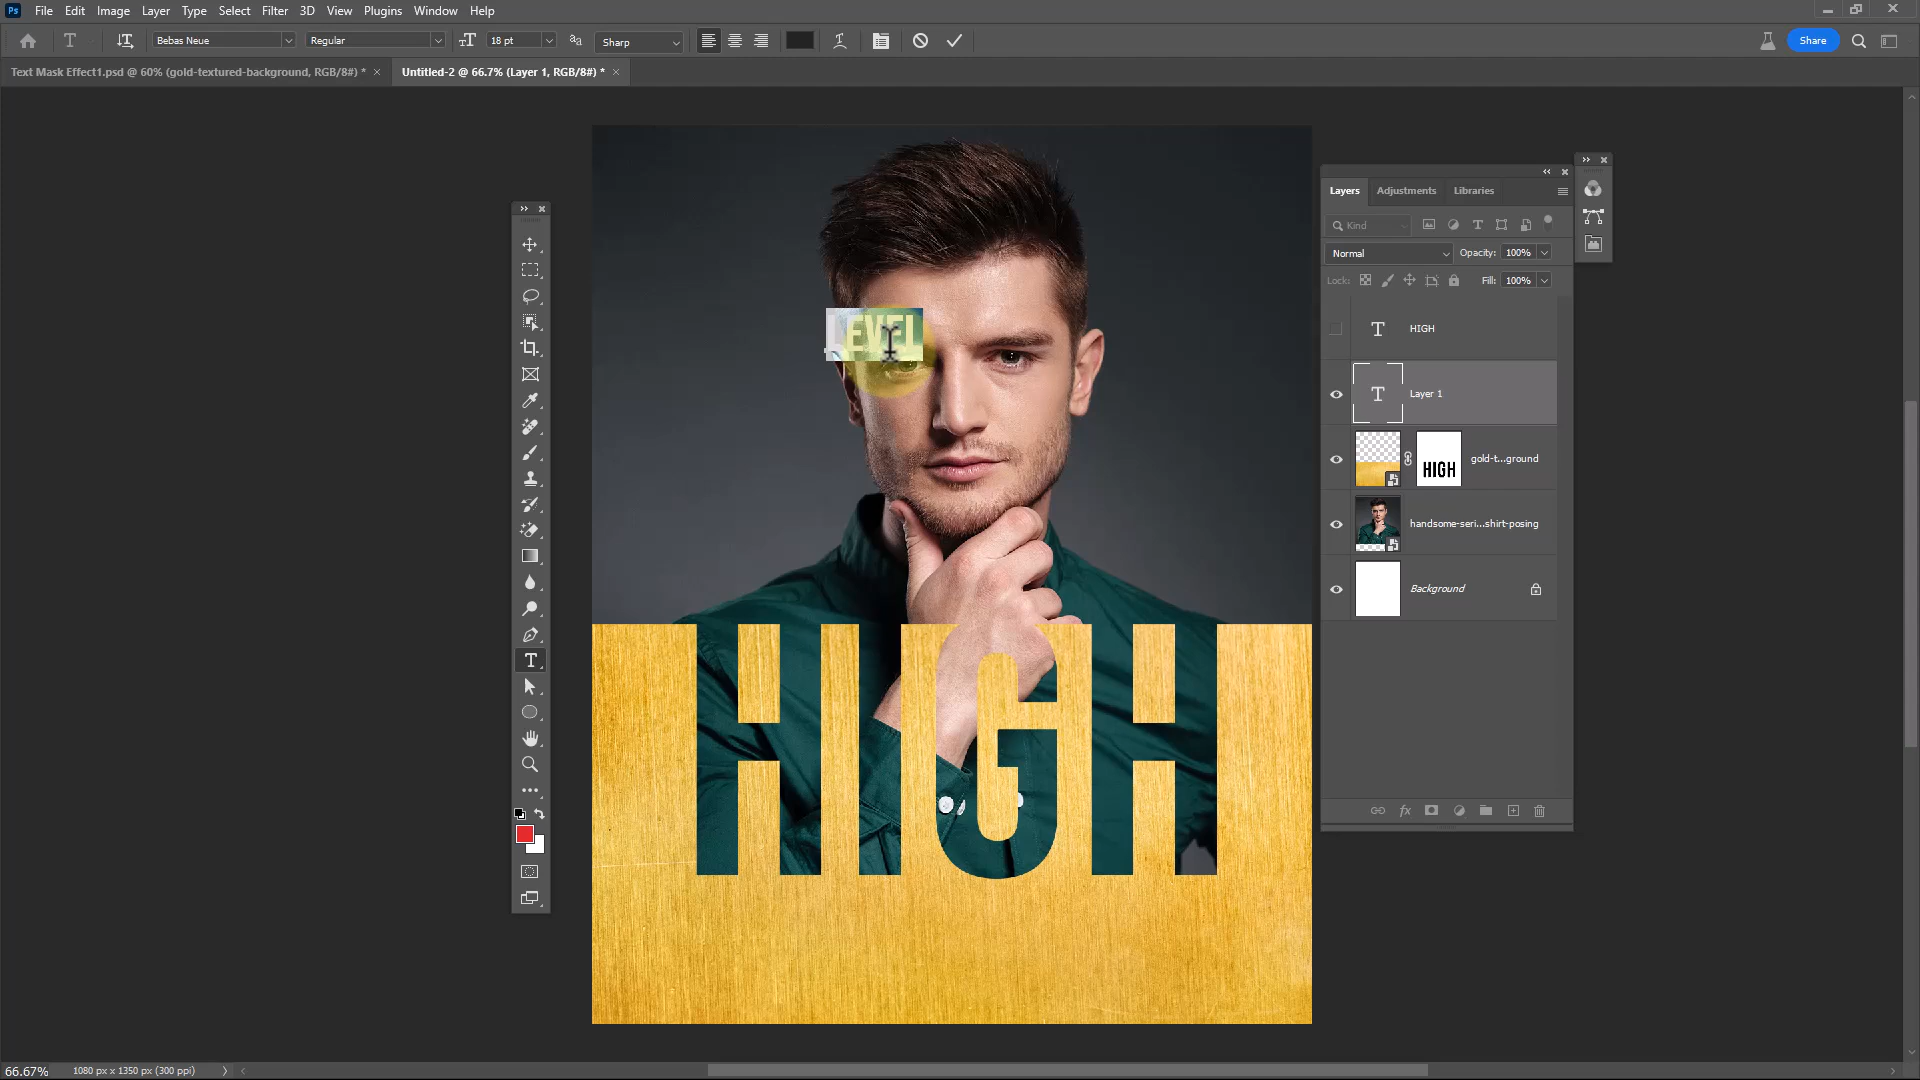 Ps File Edit Image Layer Type Select Filter 3D View Plugins Window Help
T Bebas Neue Regular 18 pt aa Sharp Share
Text Mask Effect1.psd @ 60% (gold-textured-background, RGB/8#) * × Untitled-2 @ 66.7% (Layer 1, RGB/8#) * ×
LEVEL
HIGH
Layers Adjustments Libraries
Kind
Normal Opacity: 100%
Lock: Fill: 100%
T HIGH
T Layer 1
HIGH gold-t...ground
handsome-seri...shirt-posing
Background
fx
66.67% 1080 px x 1350 px (300 ppi)